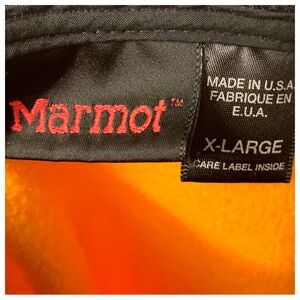 Marmot™
MADE IN U.S.A.
FABRIQUE EN
E.U.A.
X-LARGE
CARE LABEL INSIDE